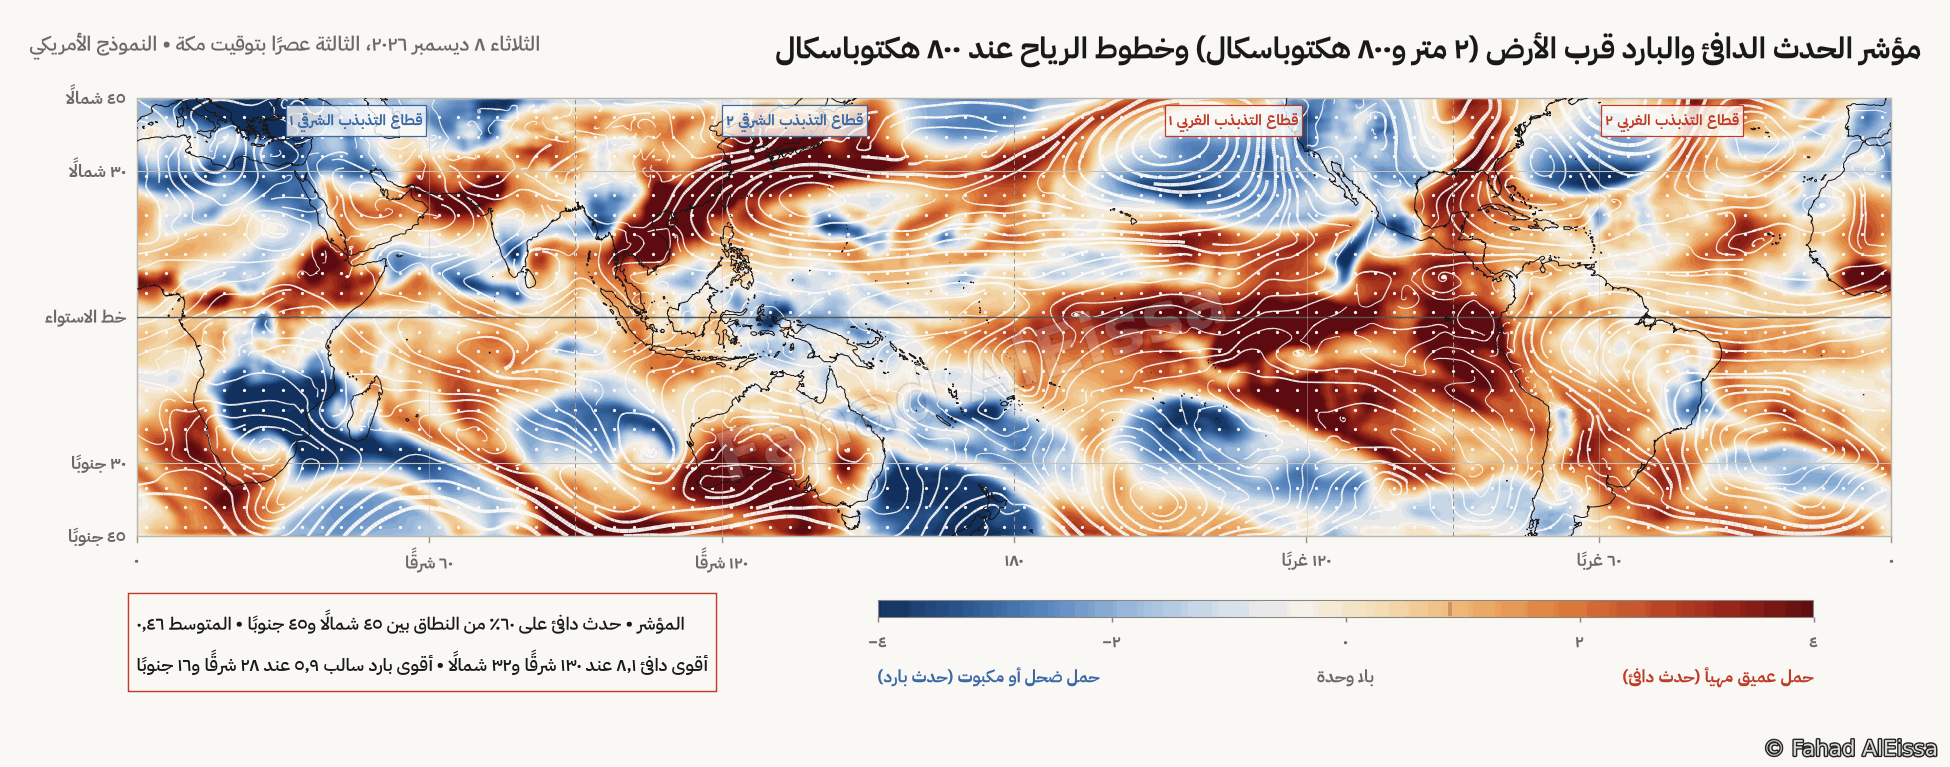 مؤشر الحدث الدافئ والبارد قرب الأرض (٢ متر و٨٠٠ هكتوباسكال) وخطوط الرياح عند ٨٠٠ هكتوباسكال
الثلاثاء ٨ ديسمبر ٢٠٢٦، الثالثة عصرًا بتوقيت مكة • النموذج الأمريكي
٤٥ شمالًا
٣٠ شمالًا
خط الاستواء
٣٠ جنوبًا
٤٥ جنوبًا
قطاع التذبذب الشرقي ١
قطاع التذبذب الشرقي ٢
قطاع التذبذب الغربي ١
قطاع التذبذب الغربي ٢
Fahad AlEissa
٠
٦٠ شرقًا
١٢٠ شرقًا
١٨٠
١٢٠ غربًا
٦٠ غربًا
٠
المؤشر • حدث دافئ على ٦٠٪ من النطاق بين ٤٥ شمالًا و٤٥ جنوبًا • المتوسط ٠,٤٦
أقوى دافئ ٨,١ عند ١٣٠ شرقًا و٣٢ شمالًا • أقوى بارد سالب ٥,٩ عند ٢٨ شرقًا و١٦ جنوبًا
−٤
−٢
٠
٢
٤
حمل ضحل أو مكبوت (حدث بارد)
بلا وحدة
حمل عميق مهيأ (حدث دافئ)
© Fahad AlEissa